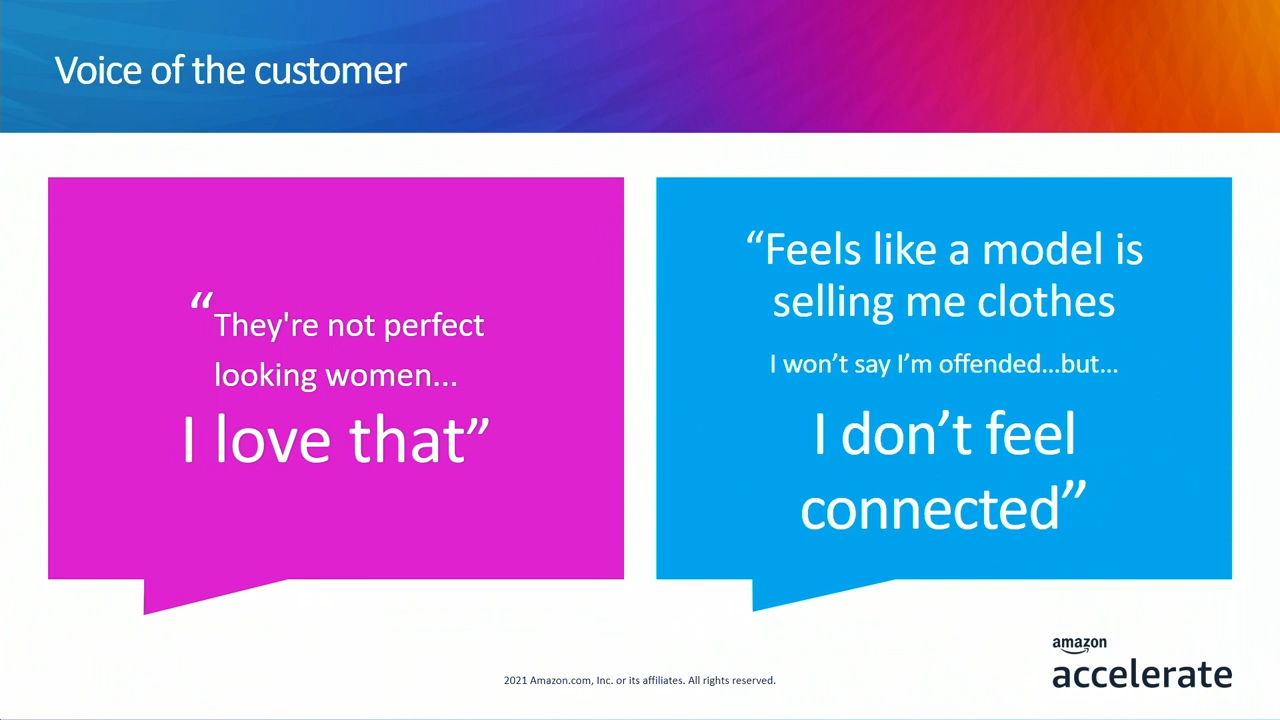 Voice of the customer
“They're not perfect
looking women...
I love that”
“Feels like a model is
selling me clothes
I won’t say I’m offended...but...
I don’t feel
connected”
2021 Amazon.com, Inc. or its affiliates. All rights reserved.
amazon
accelerate